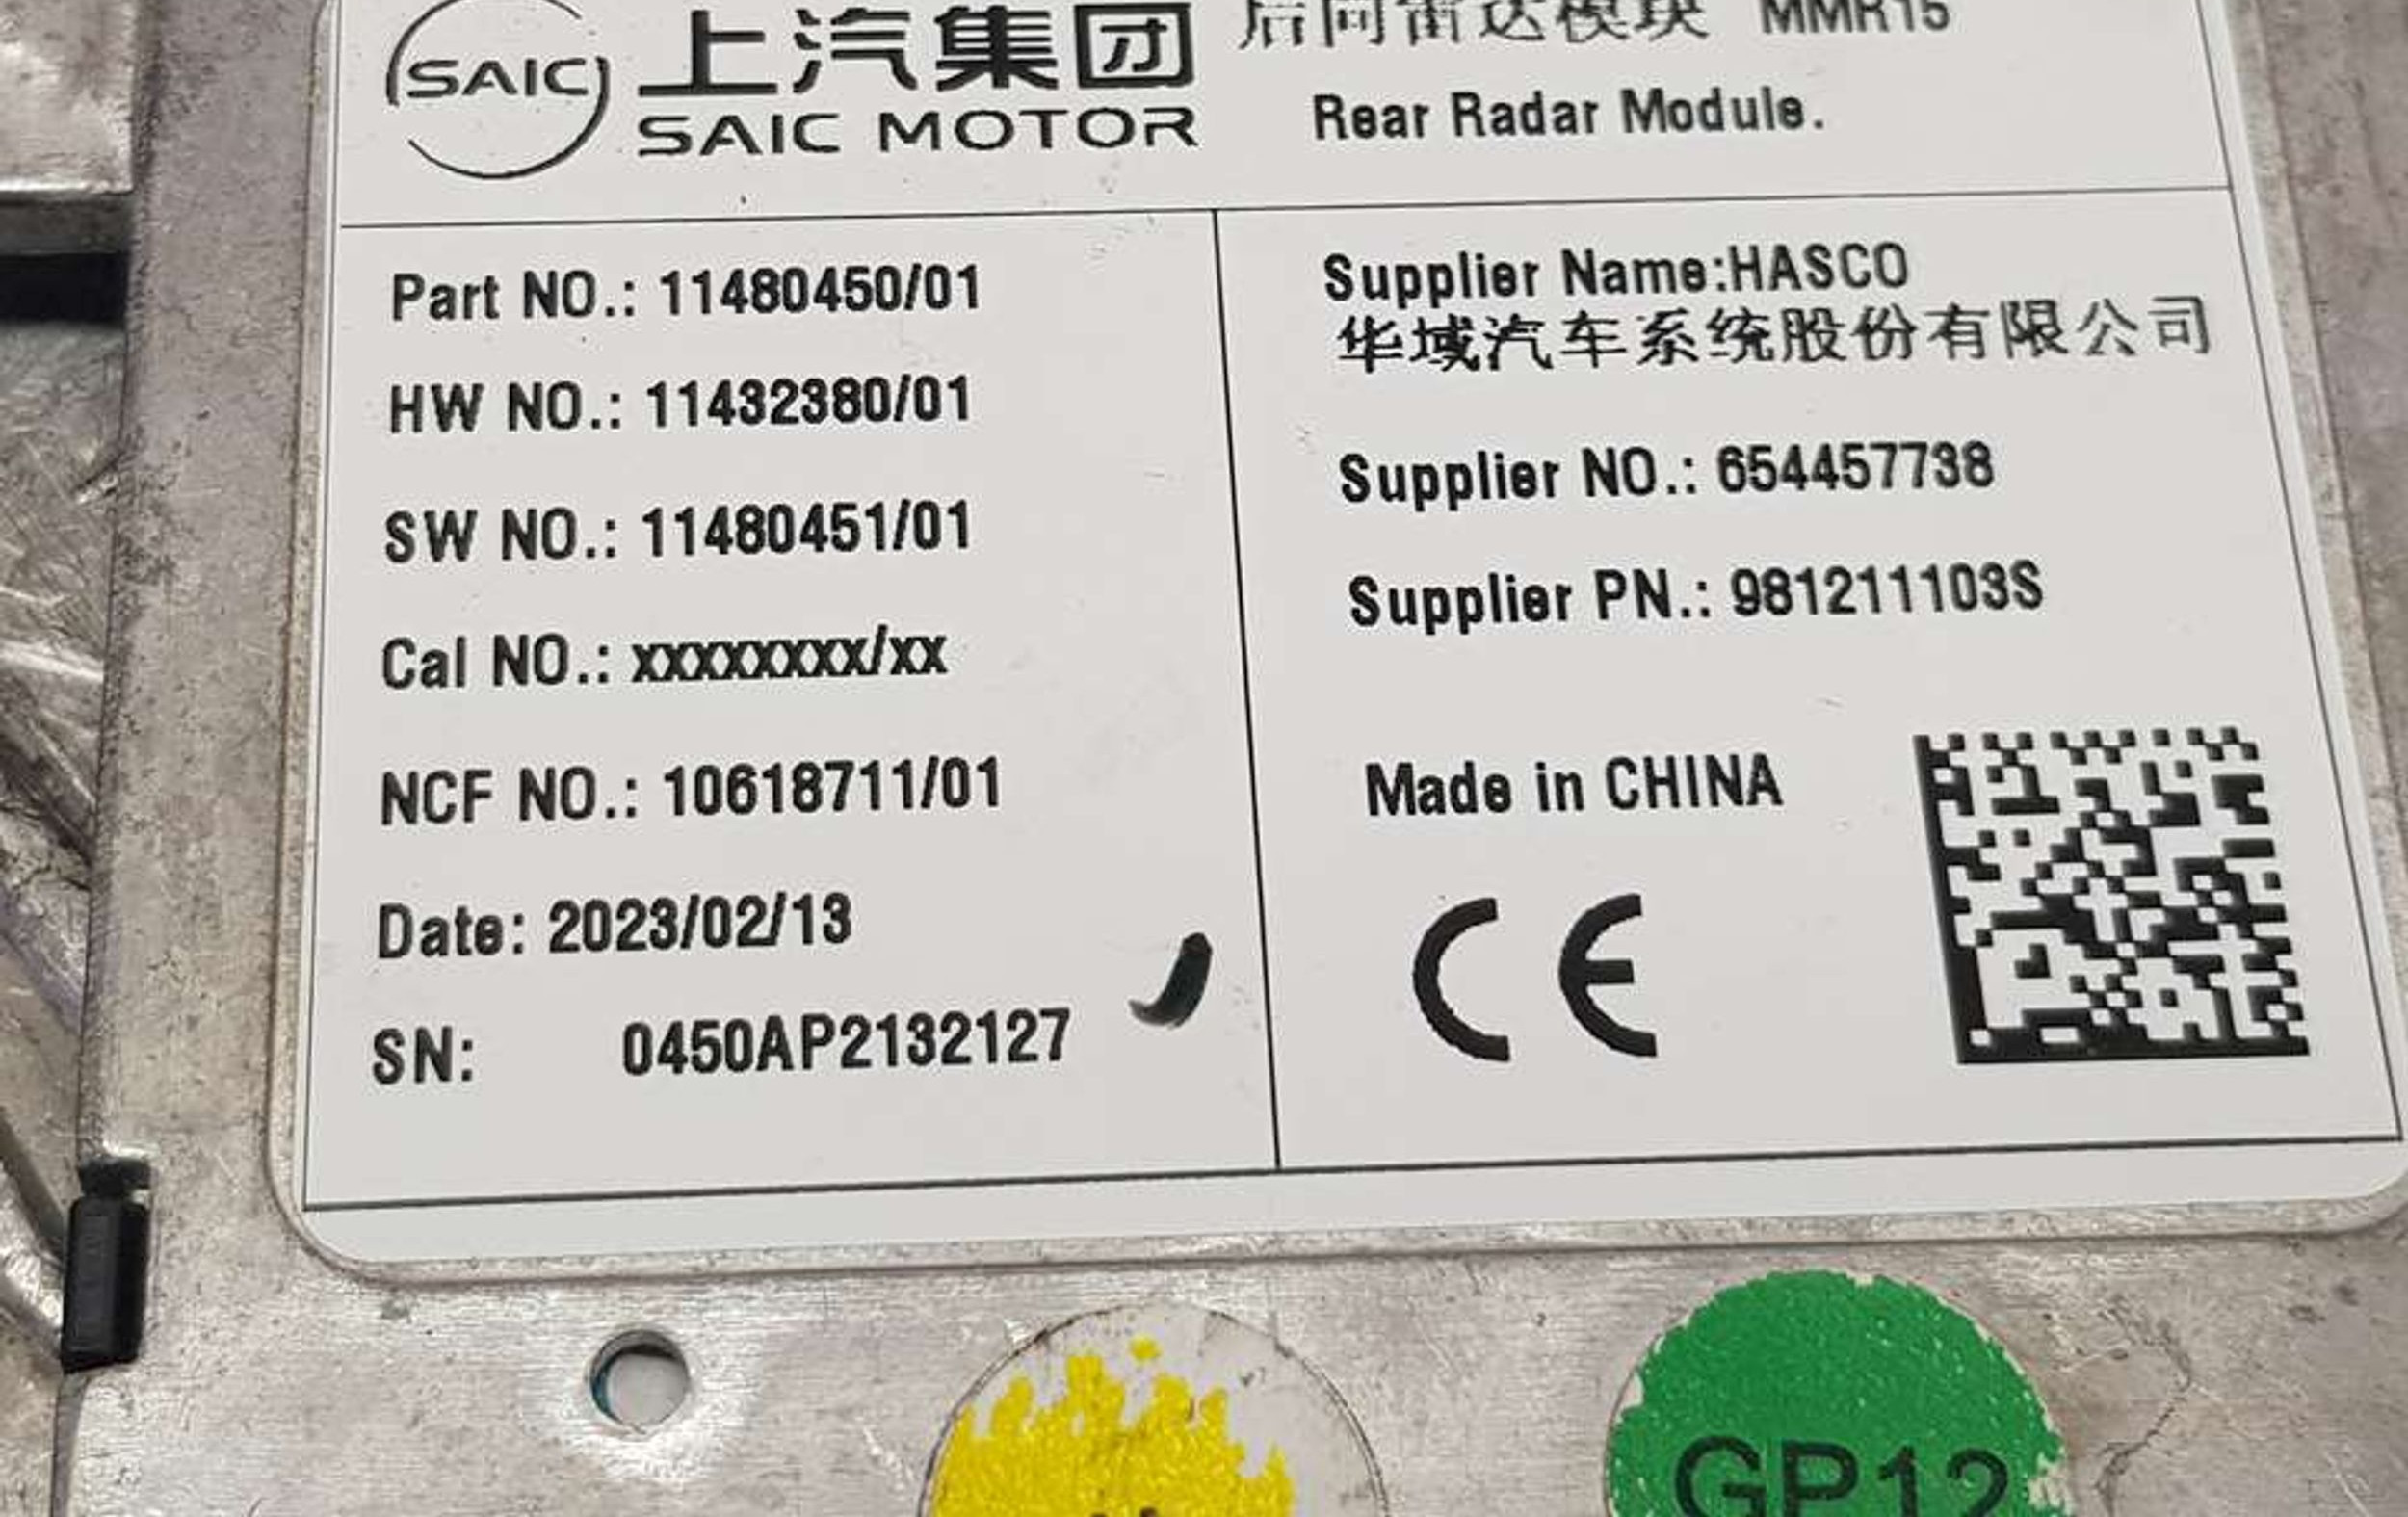 SAIC
上汽集团
SAIC MOTOR
后向雷达模块 MMR15
Rear Radar Module.
Part NO.: 11480450/01
HW NO.: 11432380/01
SW NO.: 11480451/01
Cal NO.: xxxxxxxx/xx
NCF NO.: 10618711/01
Date: 2023/02/13
SN: 0450AP2132127
Supplier Name:HASCO
华域汽车系统股份有限公司
Supplier NO.: 654457738
Supplier PN.: 981211103S
Made in CHINA
CE
GP12